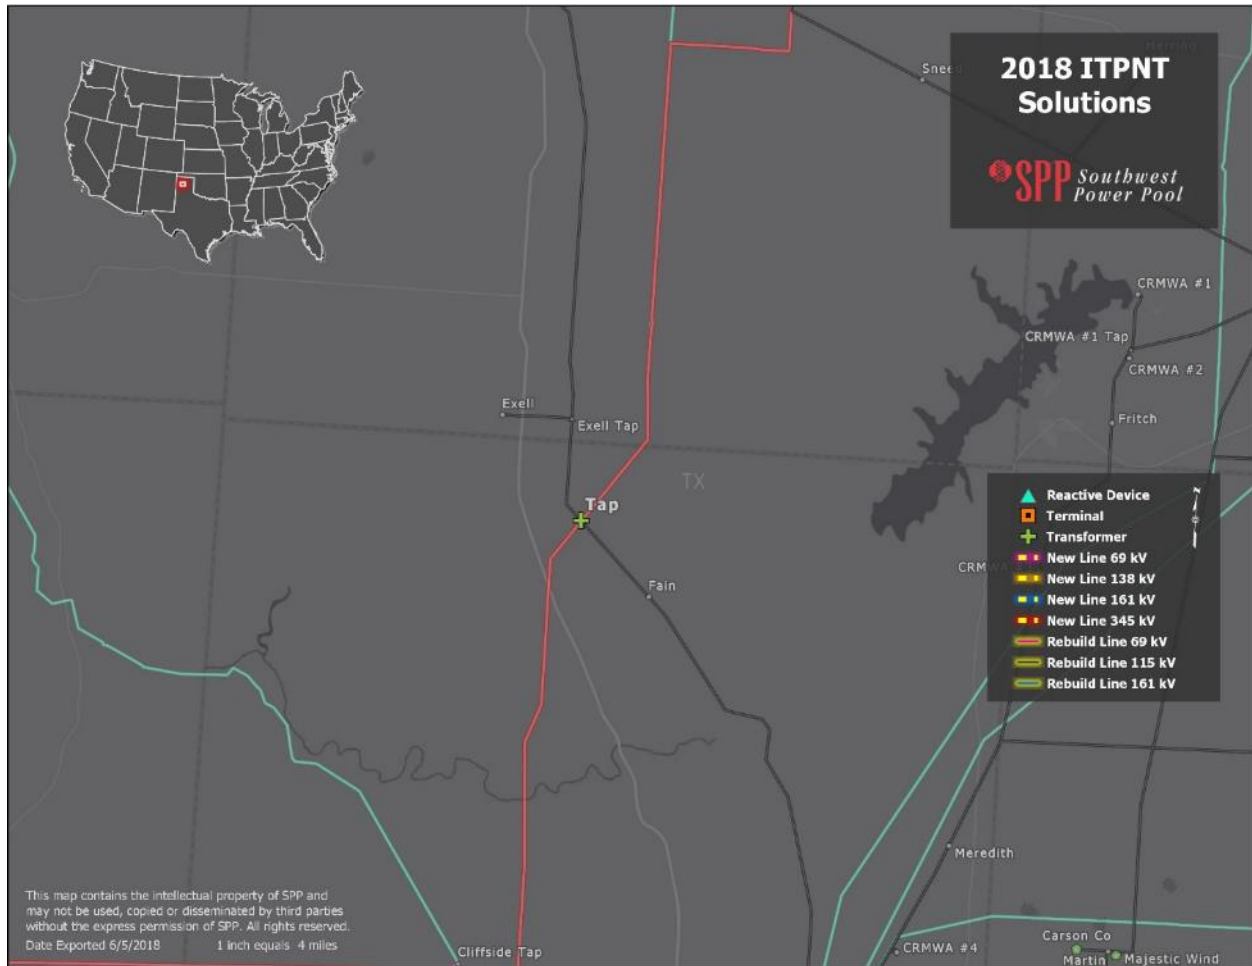 2018 ITPNT
Solutions
SPP Southwest
Power Pool
CRMWA #1
CRMWA #1 Tap
CRMWA #2
Exell
Exell Tap
Fritch
TX
Tap
Fain
N
Reactive Device
Terminal
Transformer
New Line 69 kV
New Line 138 kV
New Line 161 kV
New Line 345 kV
Rebuild Line 69 kV
Rebuild Line 115 kV
Rebuild Line 161 kV
Meredith
This map contains the intellectual property of SPP and
may not be used, copied or disseminated by third parties
without the express permission of SPP. All rights reserved.
Date Exported 6/5/2018 1 inch equals 4 miles
Cliffside Tap
CRMWA #4
Carson Co
Martin
Majestic Wind